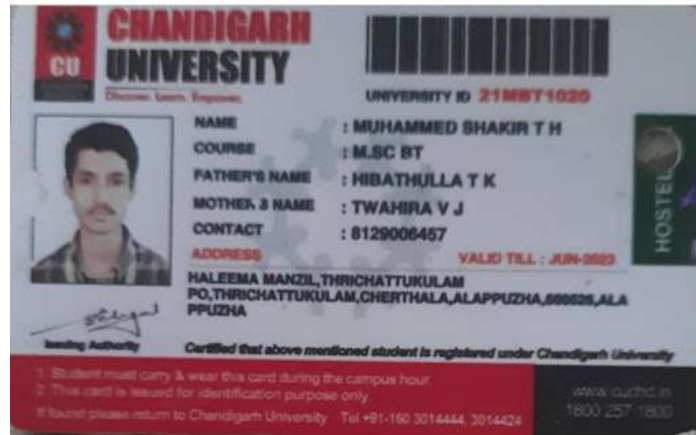 CHANDIGARH
UNIVERSITY
CU
Discover. Learn. Empower.
UNIVERSITY ID 21MBT1020
NAME : MUHAMMED SHAKIR T H
COURSE : M.SC BT
FATHER'S NAME : HIBATHULLA T K
MOTHER'S NAME : TWAHIRA V J
CONTACT : 8129006457
HOSTEL
ADDRESS VALID TILL : JUN-2023
HALEEMA MANZIL,THRICHATTUKULAM
PO,THRICHATTUKULAM,CHERTHALA,ALAPPUZHA,688526,ALA
PPUZHA
Issuing Authority
Certified that above mentioned student is registered under Chandigarh University
1. Student must carry & wear this card during the campus hour.
2. This card is issued for identification purpose only.
If found please return to Chandigarh University Tel +91-160 3014444, 3014424
www.cuchd.in
1800 257 1800